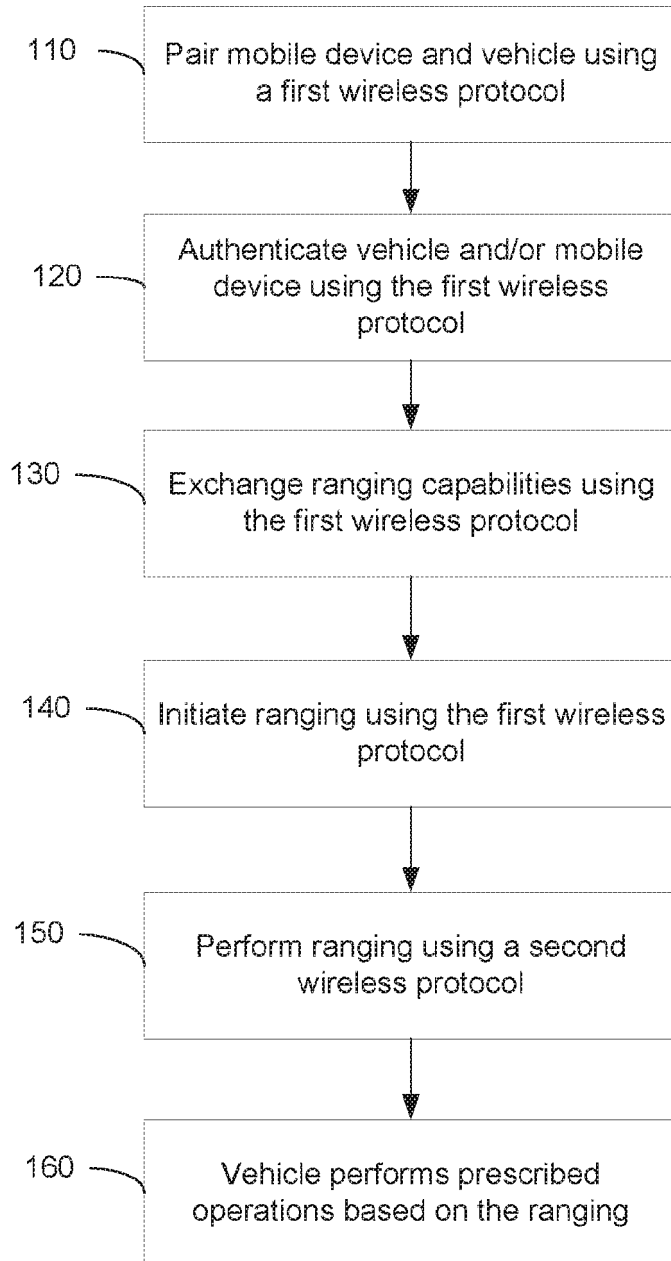 110
Pair mobile device and vehicle using
a first wireless protocol
120
Authenticate vehicle and/or mobile
device using the first wireless
protocol
130
Exchange ranging capabilities using
the first wireless protocol
140
Initiate ranging using the first wireless
protocol
150
Perform ranging using a second
wireless protocol
160
Vehicle performs prescribed
operations based on the ranging